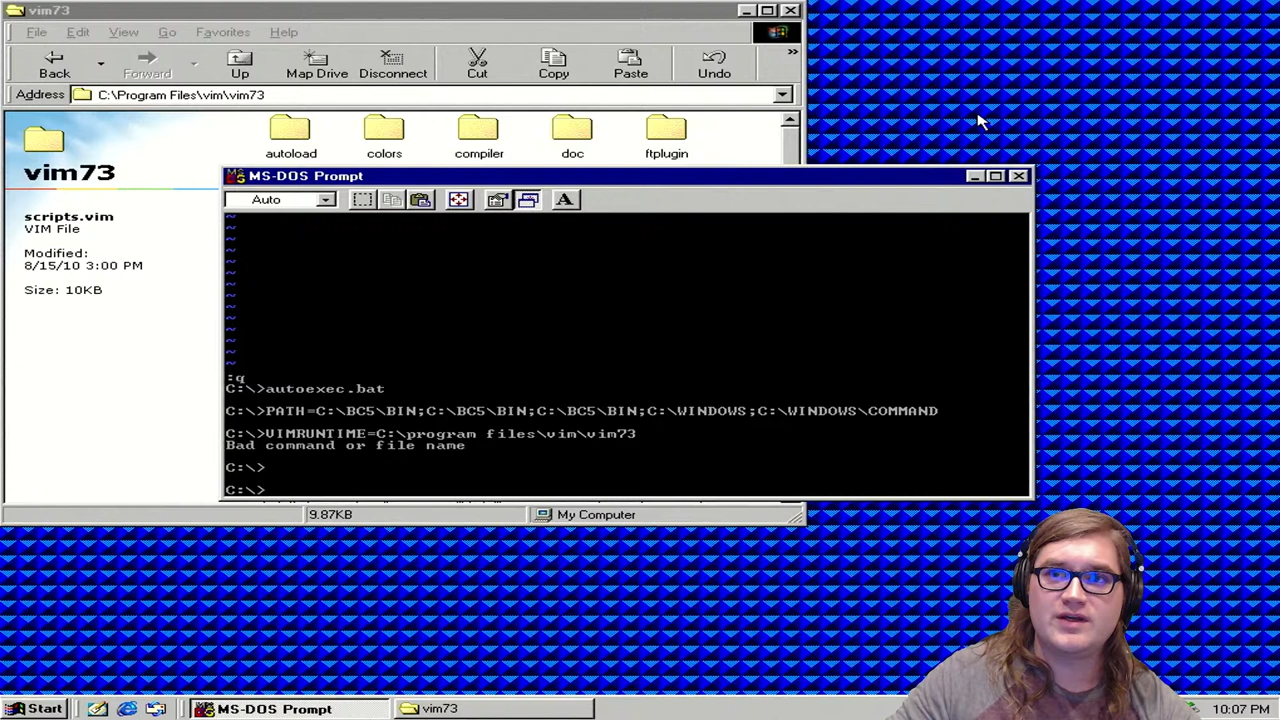 vim73
File Edit View Go Favorites Help
Back Forward Up Map Drive Disconnect Cut Copy Paste Undo
Address C:\Program Files\vim\vim73
autoload colors compiler doc ftplugin
vim73
scripts.vim
VIM File
Modified:
8/15/10 3:00 PM
Size: 10KB
MS-DOS Prompt
Auto
A
~
~
~
~
~
~
~
~
~
~
~
~
~
~
:q
C:\>autoexec.bat
C:\>PATH=C:\BC5\BIN;C:\BC5\BIN;C:\BC5\BIN;C:\WINDOWS;C:\WINDOWS\COMMAND
C:\>VIMRUNTIME=C:\program files\vim\vim73
Bad command or file name
C:\>
C:\>
9.87KB My Computer
Start MS-DOS Prompt vim73 10:07 PM